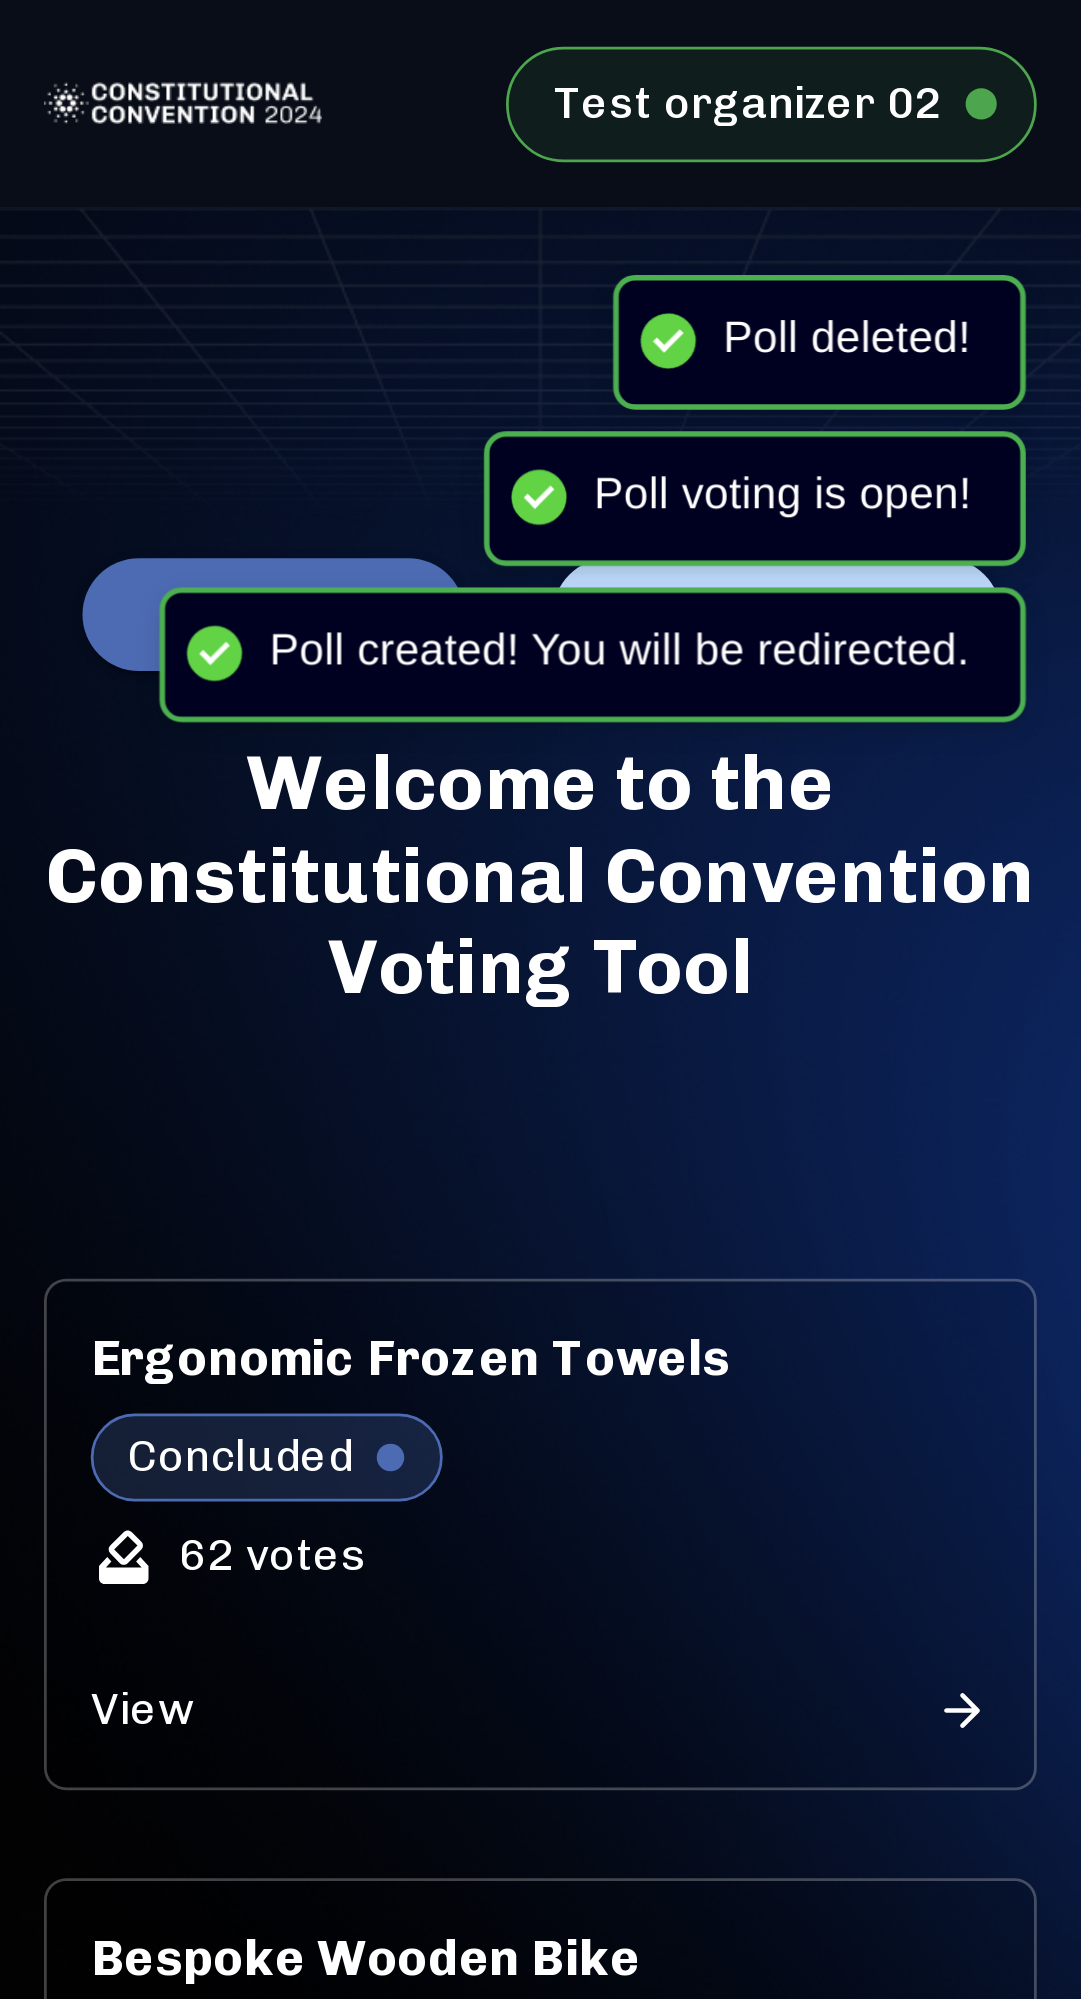 CONSTITUTIONAL
CONVENTION 2024
Test organizer 02
Poll deleted!
Poll voting is open!
Poll created! You will be redirected.
Welcome to the
Constitutional Convention
Voting Tool
Ergonomic Frozen Towels
Concluded
62 votes
View
Bespoke Wooden Bike